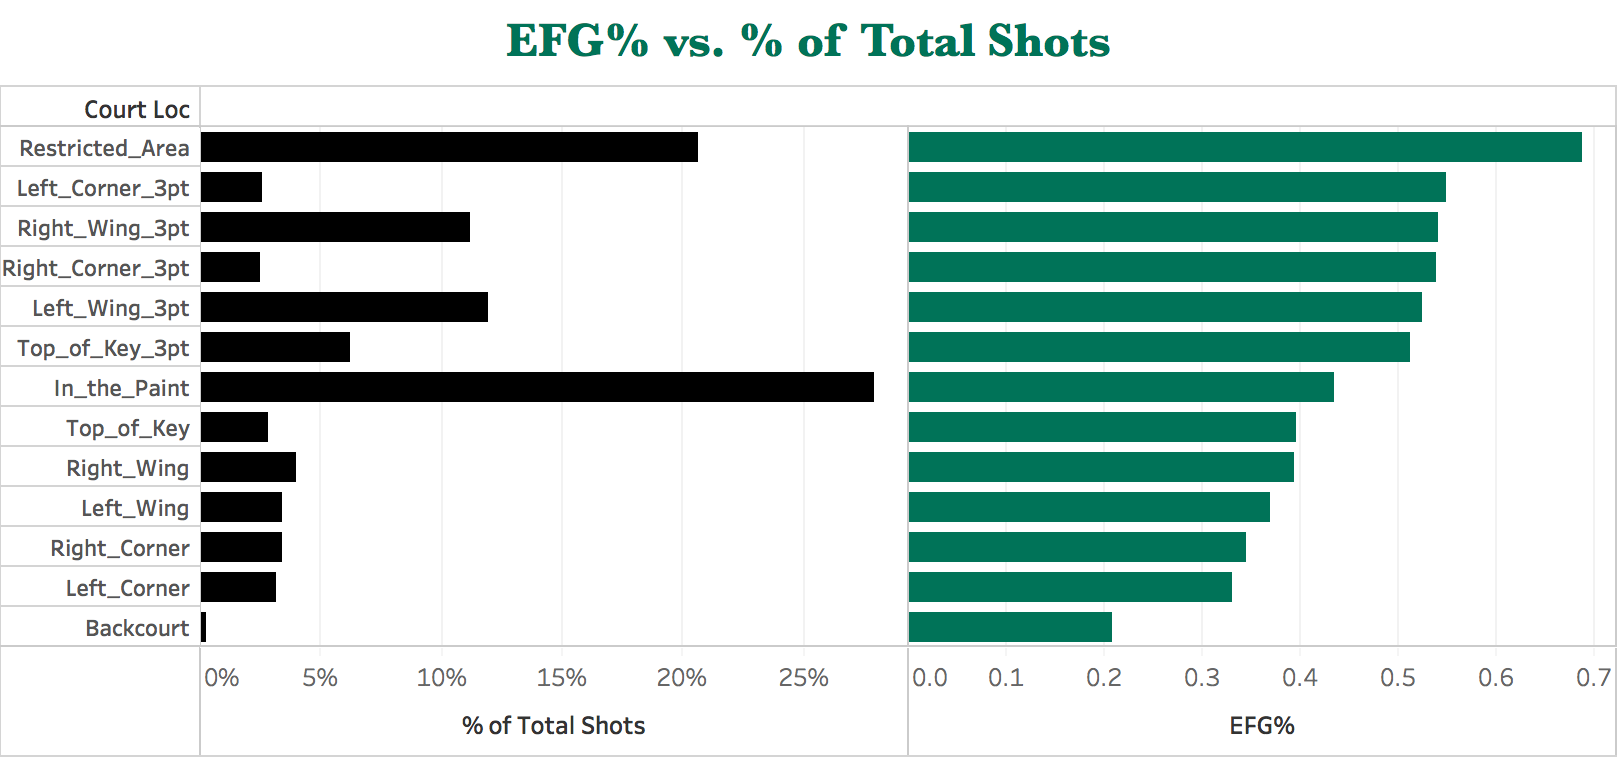 EFG% vs. % of Total Shots
Court Loc
Restricted_Area
Left_Corner_3pt
Right_Wing_3pt
Right_Corner_3pt
Left_Wing_3pt
Top_of_Key_3pt
In_the_Paint
Top_of_Key
Right_Wing
Left_Wing
Right_Corner
Left_Corner
Backcourt
0% 5% 10% 15% 20% 25% 0.0 0.1 0.2 0.3 0.4 0.5 0.6 0.7
% of Total Shots EFG%